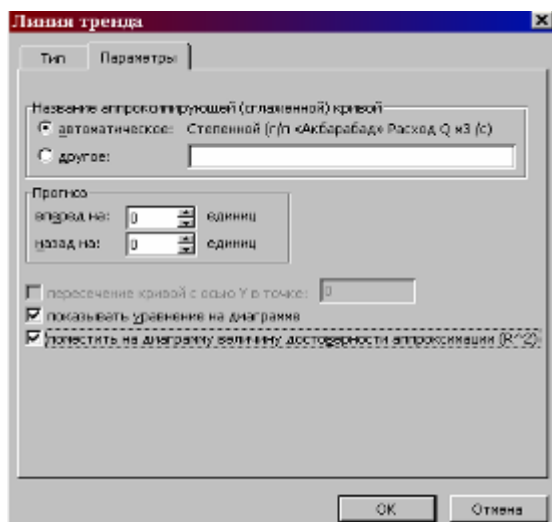 Линия тренда
Тип Параметры
Название аппроксимирующей (сглаженной) кривой
автоматическое: Степенной (г/п «Акбарабад» Расход Q м3 /с)
другое:
Прогноз
вперед на: 0 единиц
назад на: 0 единиц
пересечение кривой с осью Y в точке: 0
показывать уравнение на диаграмме
поместить на диаграмму величину достоверности аппроксимации (R^2)
ОК Отмена